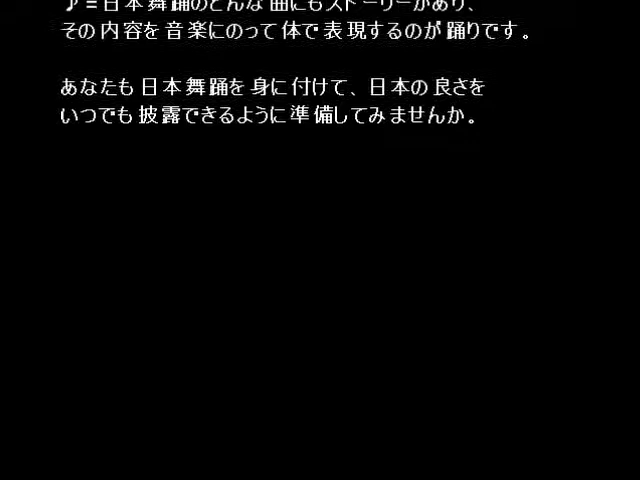 日本舞踊のどんな曲にもストーリーがあり、
その内容を音楽にのって体で表現するのが踊りです。
あなたも日本舞踊を身に付けて、日本の良さを
いつでも披露できるように準備してみませんか。